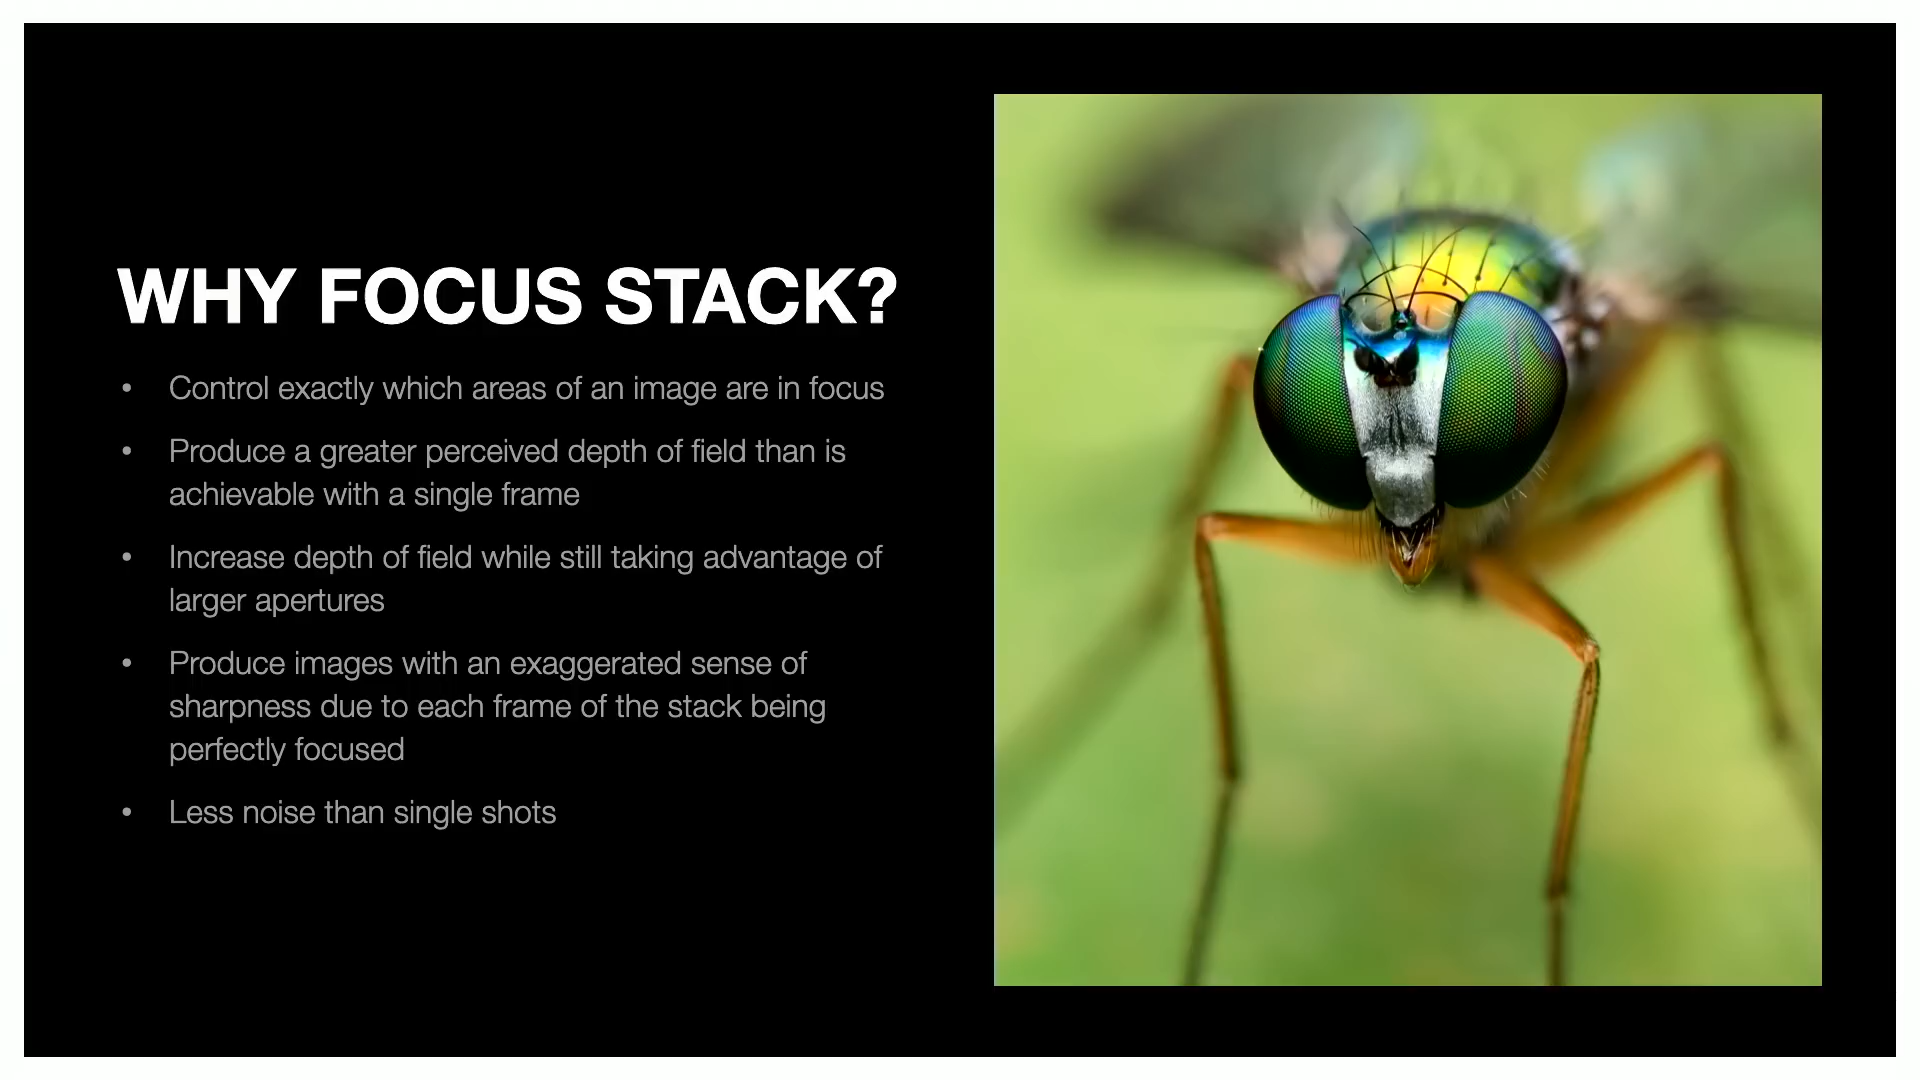 WHY FOCUS STACK?
• Control exactly which areas of an image are in focus
• Produce a greater perceived depth of field than is
achievable with a single frame
• Increase depth of field while still taking advantage of
larger apertures
• Produce images with an exaggerated sense of
sharpness due to each frame of the stack being
perfectly focused
• Less noise than single shots